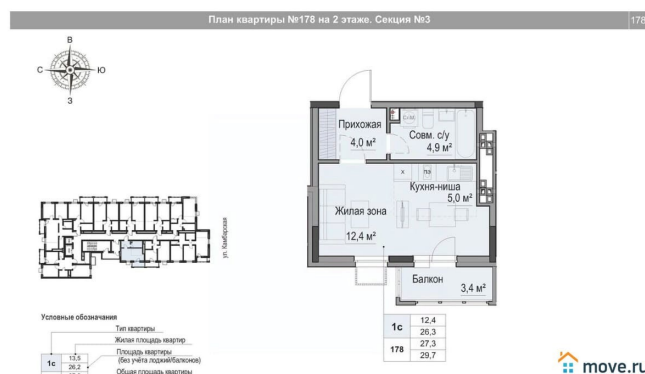 План квартиры №178 на 2 этаже. Секция №3
178
В
С
Ю
З
Прихожая
4,0 м²
Совм. с/у
4,9 м²
х
пз
Кухня-ниша
5,0 м²
Жилая зона
12,4 м²
Балкон
3,4 м²
ул. Камбарская
1с
178
12,4
26,3
27,3
29,7
Условные обозначания
Тип квартиры
Жилая площадь квартир
Площадь квартиры
(без учёта лоджий/балконов)
Общая площадь квартиры
1с
13,5
26,2
move.ru